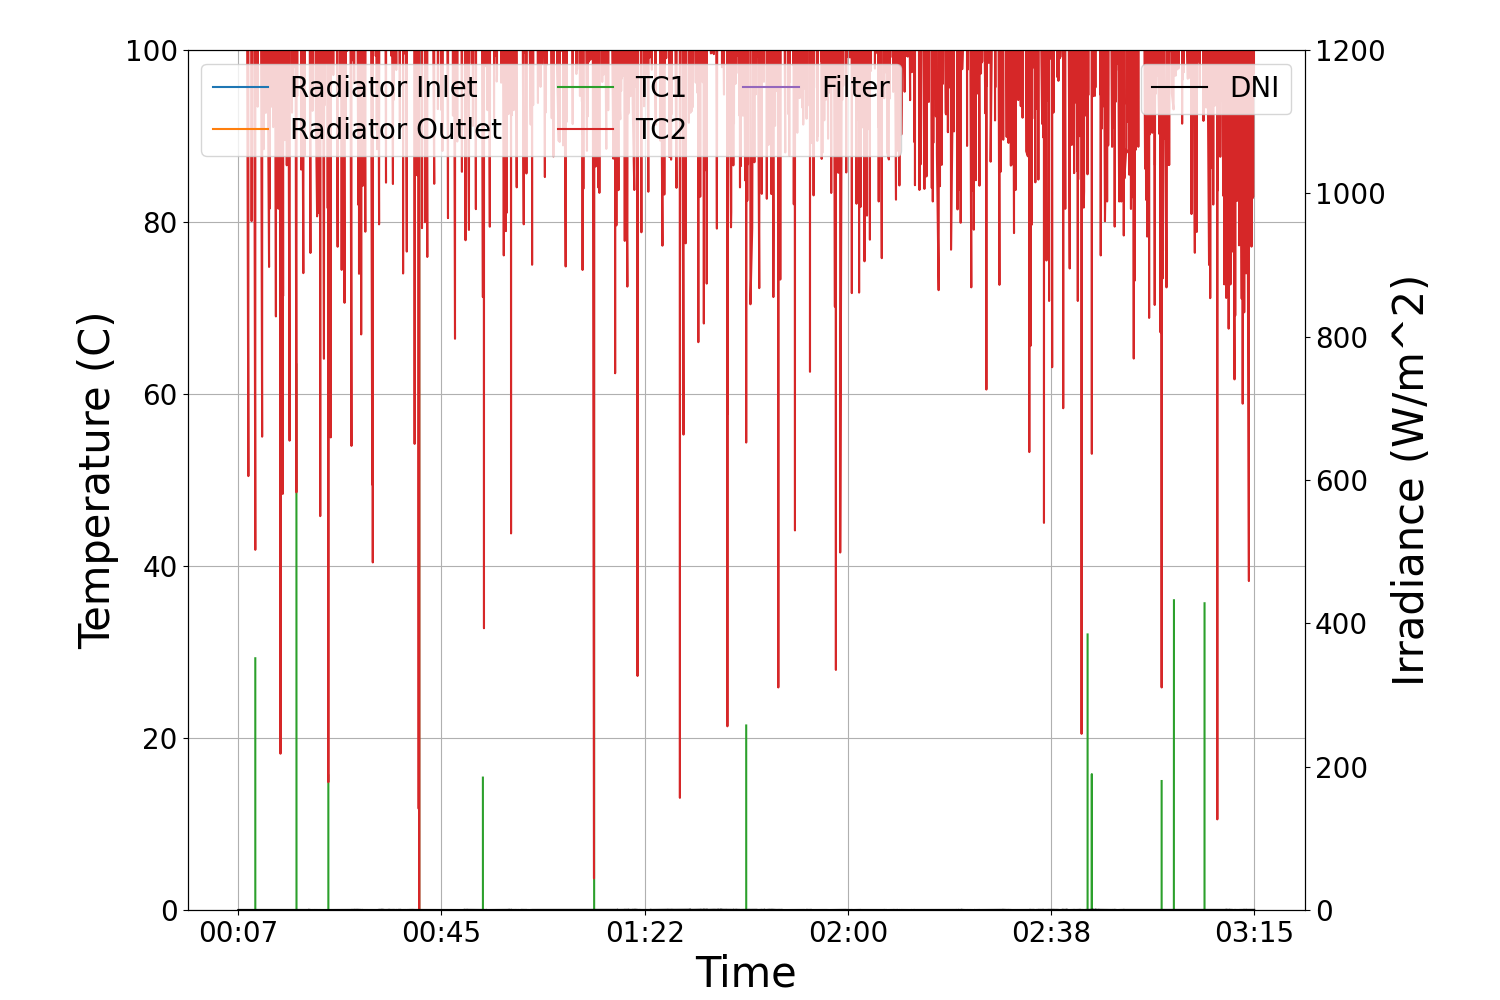 100
80
60
40
20
0
Temperature (C)
Radiator Inlet
Radiator Outlet
TC1
TC2
Filter
DNI
1200
1000
800
600
400
200
0
Irradiance (W/m^2)
00:07 00:45 01:22 02:00 02:38 03:15
Time